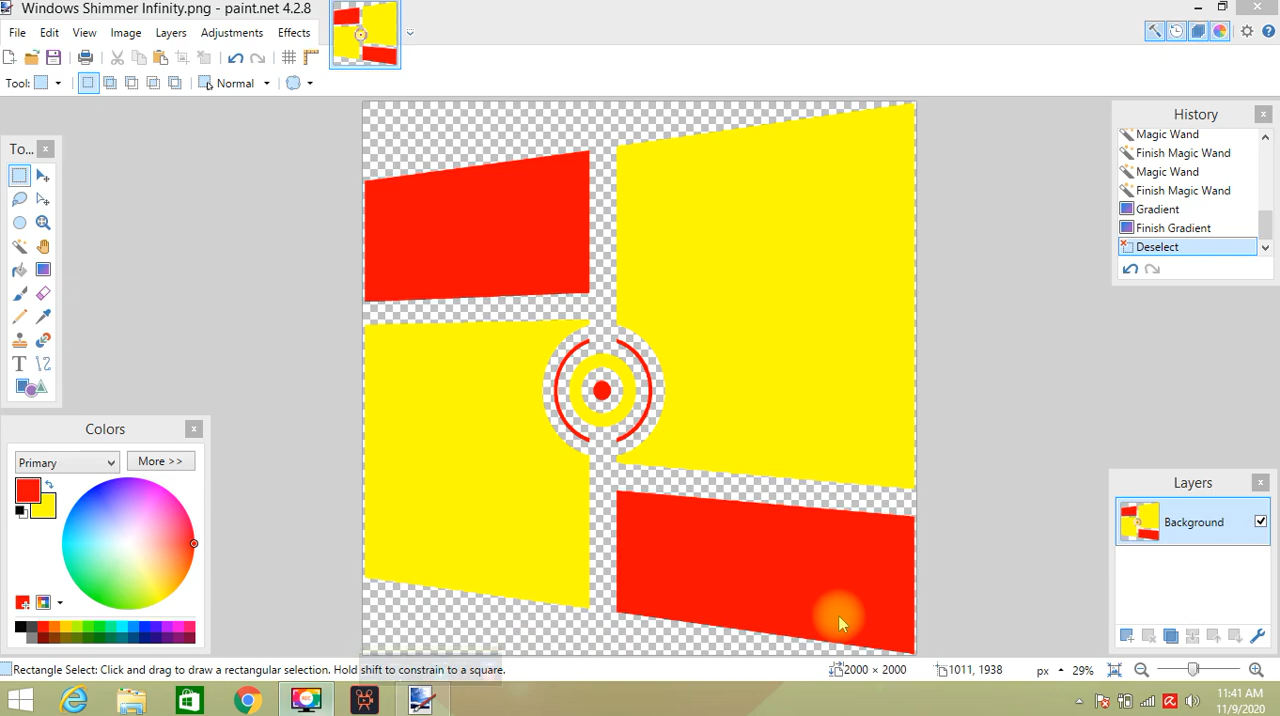 Windows Shimmer Infinity.png - paint.net 4.2.8
File Edit View Image Layers Adjustments Effects
Tool: Normal
To...
History
Magic Wand
Finish Magic Wand
Magic Wand
Finish Magic Wand
Gradient
Finish Gradient
Deselect
Colors
Primary
More >>
Layers
Background
Rectangle Select: Click and drag to draw a rectangular selection. Hold shift to constrain to a square.
2000 × 2000
1011, 1938
px
29%
REC
11:41 AM
11/9/2020